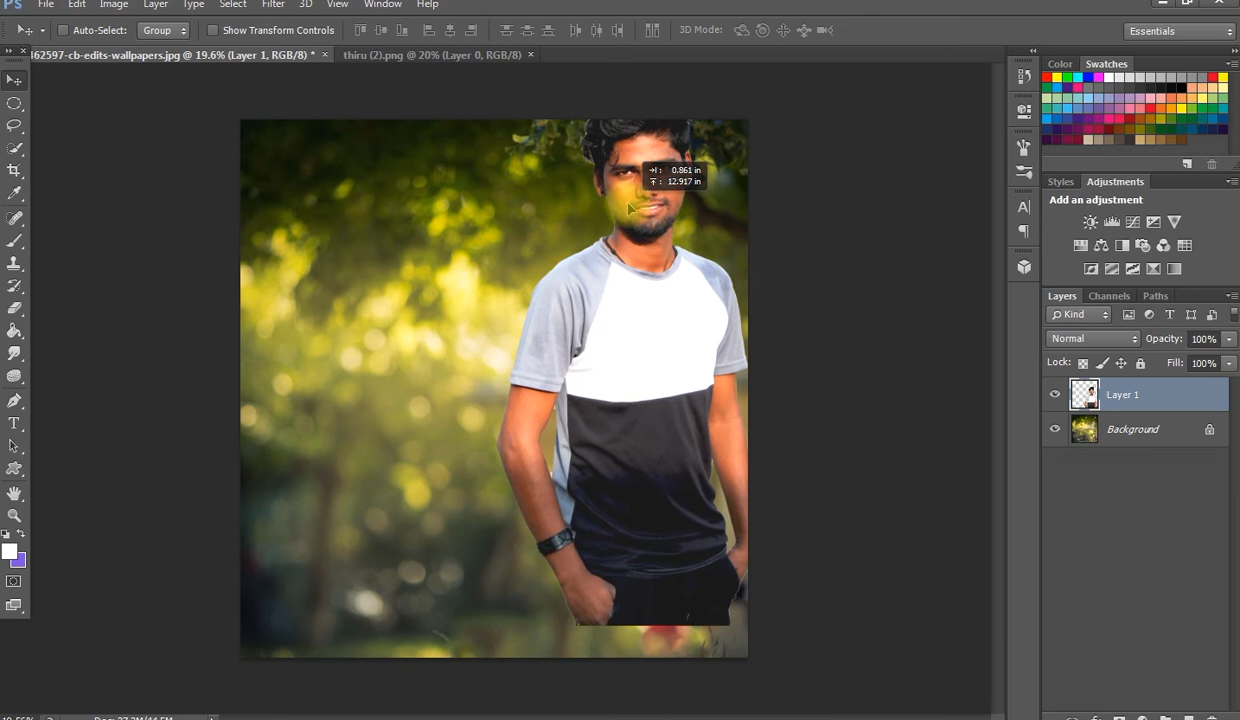 Ps File Edit Image Layer Type Select Filter 3D View Window Help
Auto-Select: Group Show Transform Controls 3D Mode: Essentials
462597-cb-edits-wallpapers.jpg @ 19.6% (Layer 1, RGB/8) * × thiru (2).png @ 20% (Layer 0, RGB/8) ×
Color Swatches
0.861 in
12.917 in
Styles Adjustments
Add an adjustment
A
Layers Channels Paths
Kind T
Normal Opacity: 100%
Lock: Fill: 100%
Layer 1
Background
T